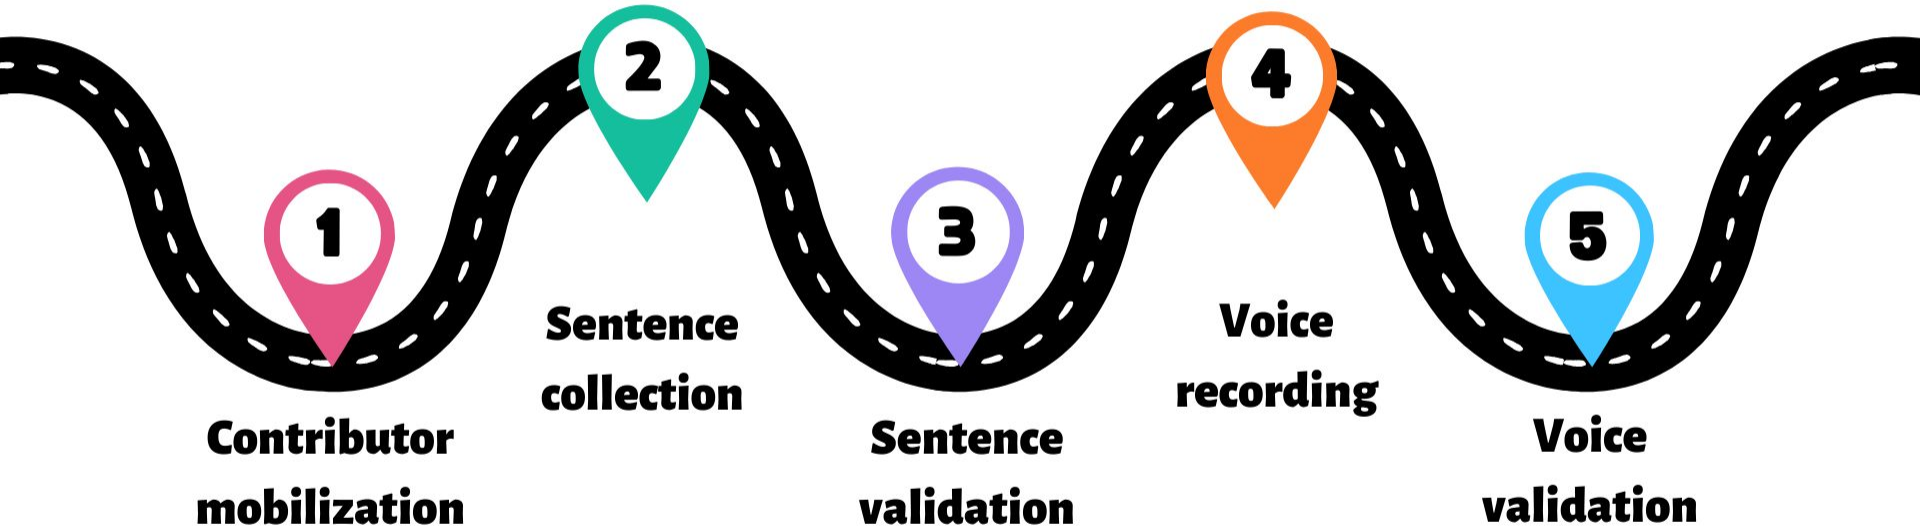 1
Contributor
mobilization
2
Sentence
collection
3
Sentence
validation
4
Voice
recording
5
Voice
validation